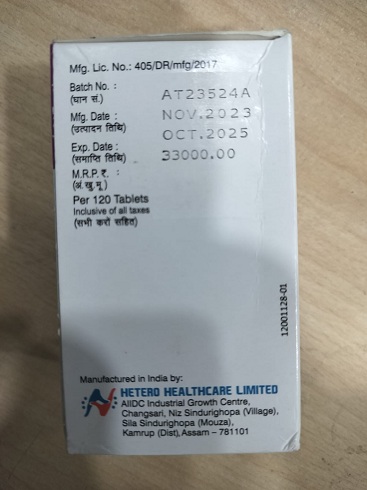 Mfg. Lic. No.: 405/DR/mfg/2017
Batch No. :
(घान सं.)
AT23524A
Mfg. Date :
(उत्पादन तिथि)
NOV.2023
Exp. Date :
(समाप्ति तिथि)
OCT.2025
M.R.P.₹. :
(अ.खु.मू.)
33000.00
Per 120 Tablets
Inclusive of all taxes
(सभी करों सहित)
12001128-01
Manufactured in India by:
HETERO HEALTHCARE LIMITED
AIIDC Industrial Growth Centre,
Changsari, Niz Sindurighopa (Village),
Sila Sindurighopa (Mouza),
Kamrup (Dist), Assam – 781101